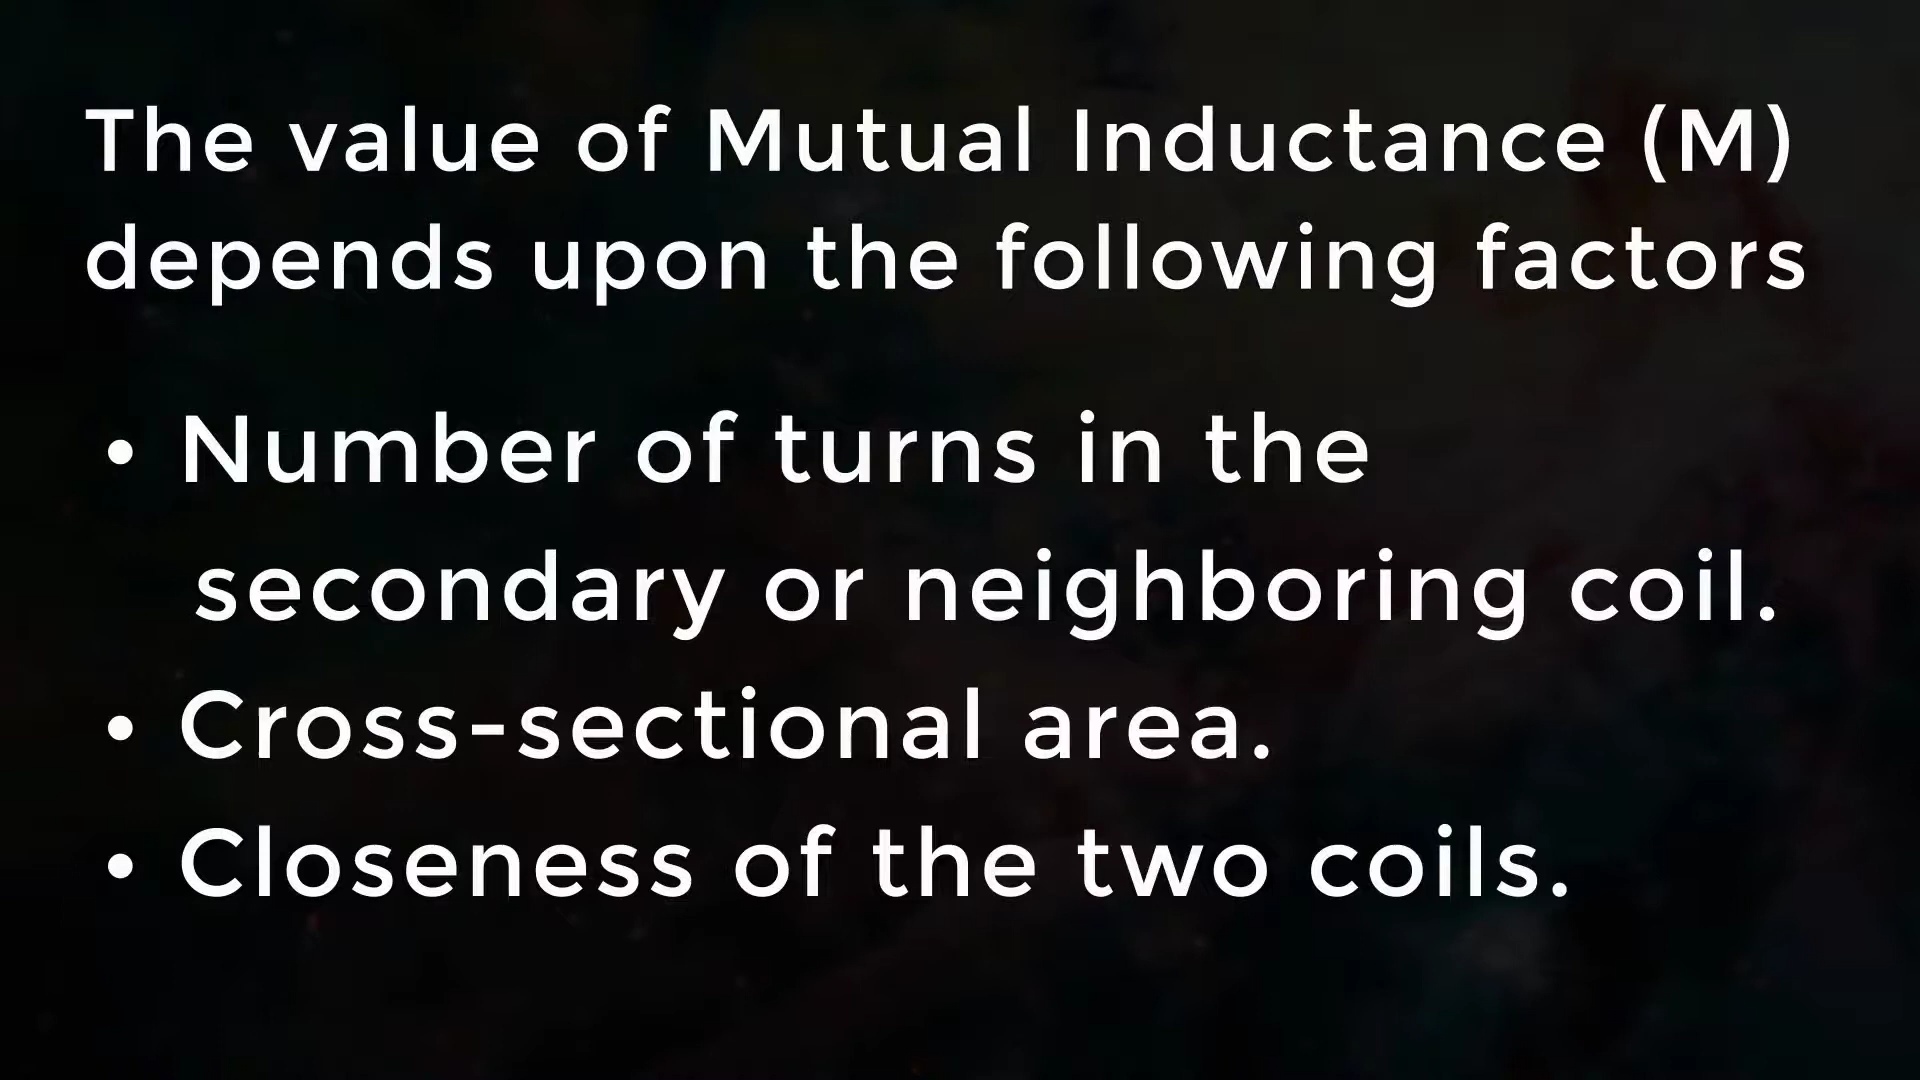 The value of Mutual Inductance (M)
depends upon the following factors
• Number of turns in the
secondary or neighboring coil.
• Cross-sectional area.
• Closeness of the two coils.